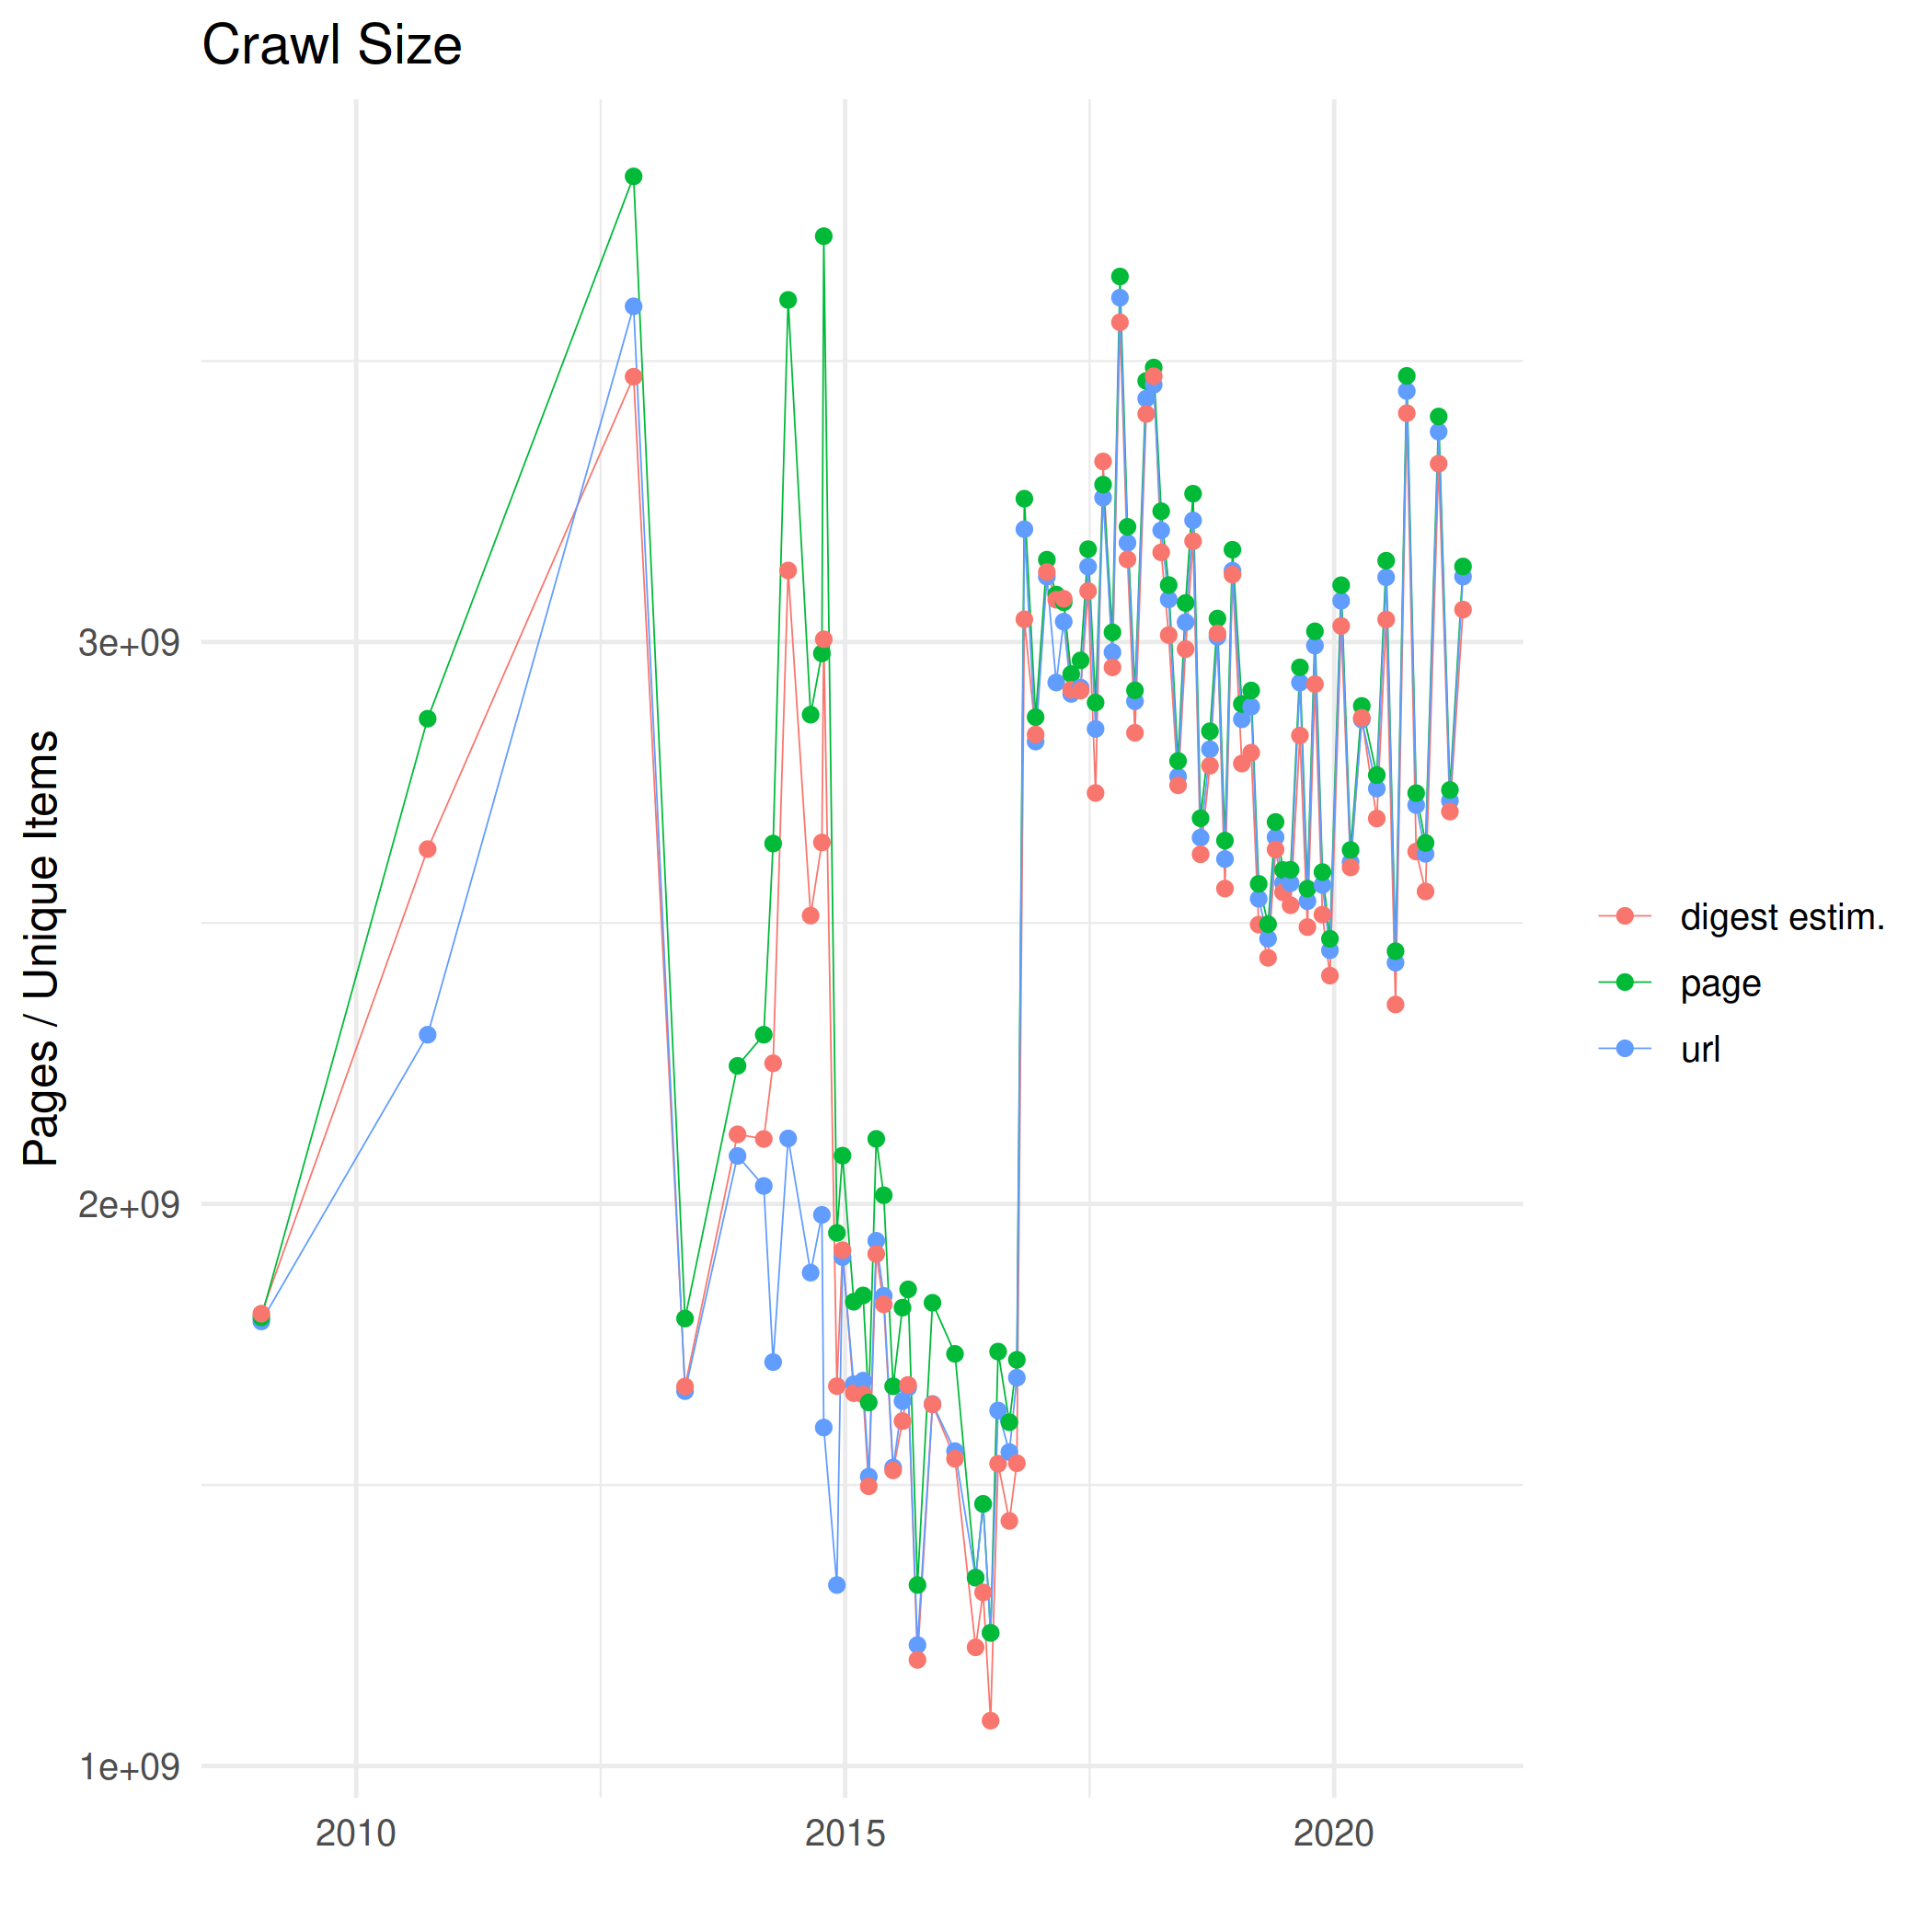 Crawl Size
Pages / Unique Items
3e+09
2e+09
1e+09
2010
2015
2020
digest estim.
page
url